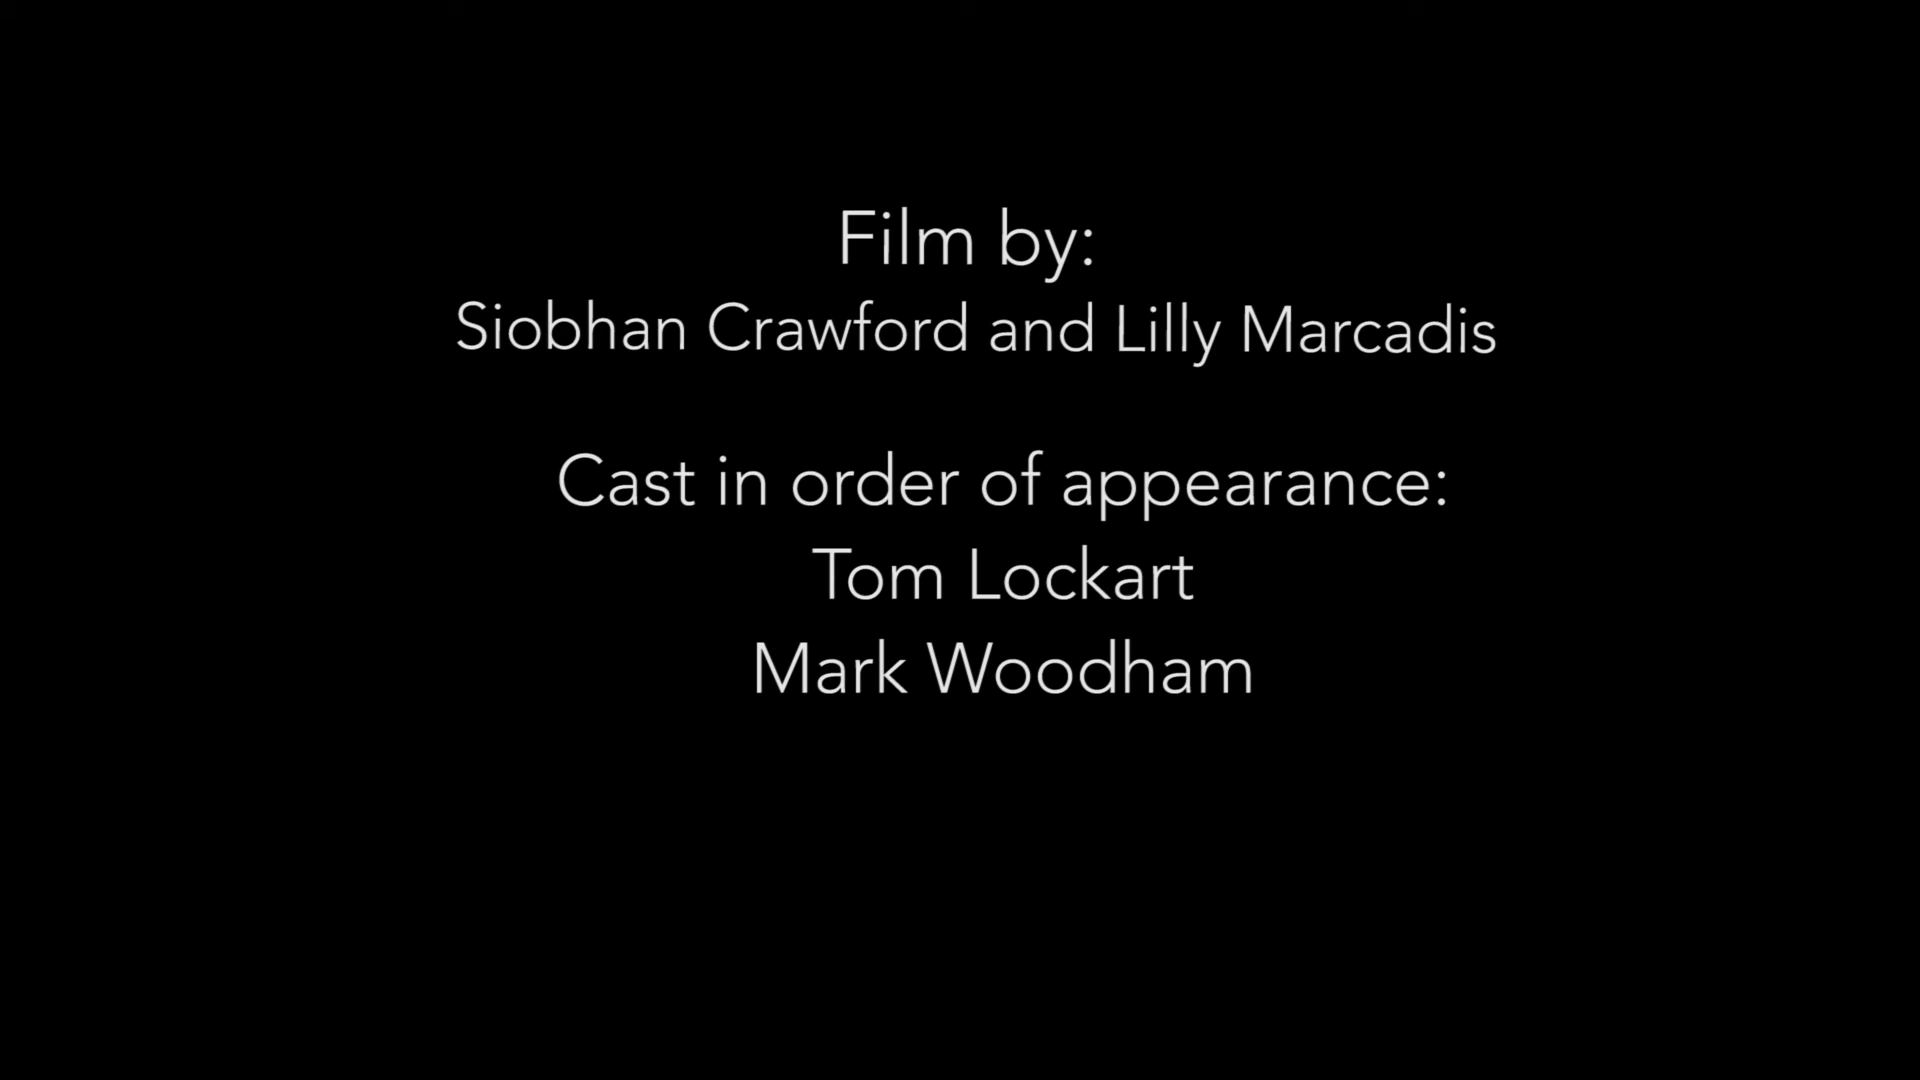 Film by:
Siobhan Crawford and Lilly Marcadis
Cast in order of appearance:
Tom Lockart
Mark Woodham